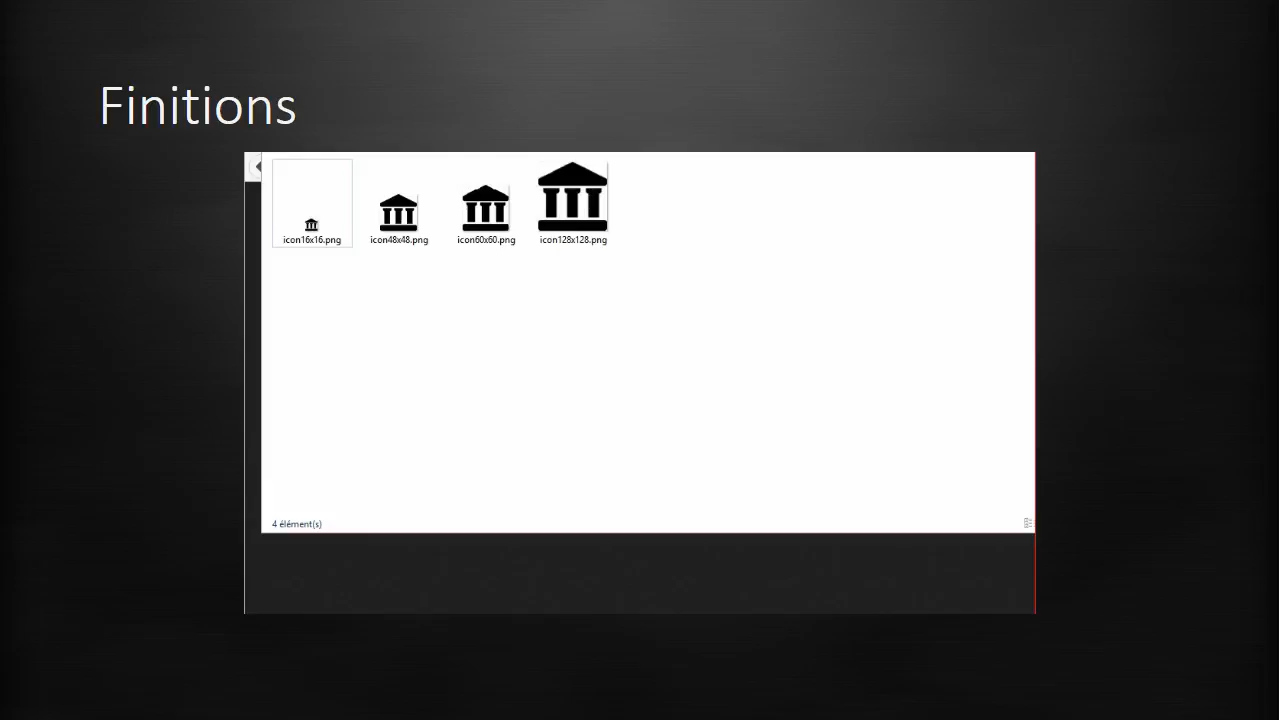 Finitions
icon16x16.png
icon48x48.png
icon60x60.png
icon128x128.png
4 élément(s)